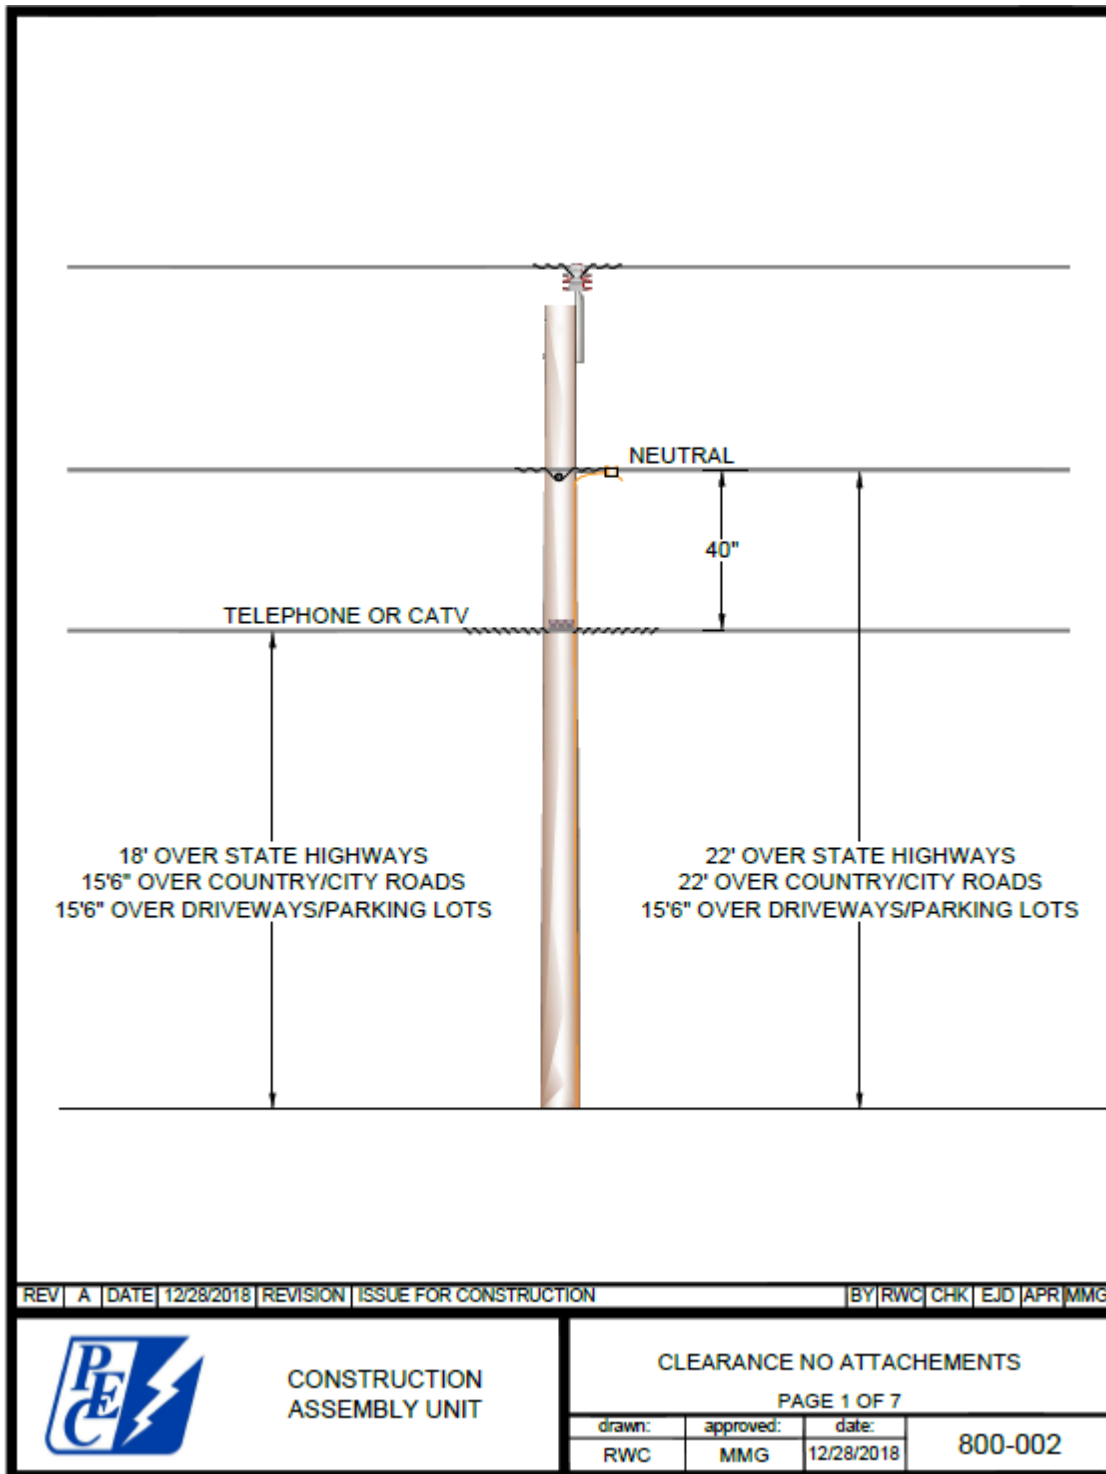 NEUTRAL
40"
TELEPHONE OR CATV
18' OVER STATE HIGHWAYS
15'6" OVER COUNTRY/CITY ROADS
15'6" OVER DRIVEWAYS/PARKING LOTS
22' OVER STATE HIGHWAYS
22' OVER COUNTRY/CITY ROADS
15'6" OVER DRIVEWAYS/PARKING LOTS
REV A DATE 12/28/2018 REVISION ISSUE FOR CONSTRUCTION BY RWC CHK EJD APR MMG
PEC
CONSTRUCTION
ASSEMBLY UNIT
CLEARANCE NO ATTACHEMENTS
PAGE 1 OF 7
drawn: approved: date:
RWC MMG 12/28/2018
800-002